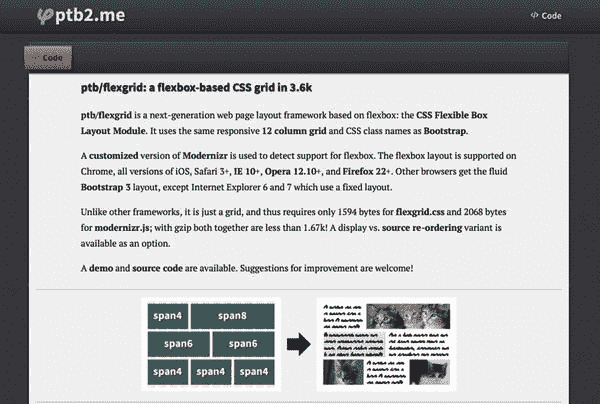 φptb2.me
</> Code
Code
ptb/flexgrid: a flexbox-based CSS grid in 3.6k
ptb/flexgrid is a next-generation web page layout framework based on flexbox: the CSS Flexible Box
Layout Module. It uses the same responsive 12 column grid and CSS class names as Bootstrap.
A customized version of Modernizr is used to detect support for flexbox. The flexbox layout is supported on
Chrome, all versions of iOS, Safari 3+, IE 10+, Opera 12.10+, and Firefox 22+. Other browsers get the fluid
Bootstrap 3 layout, except Internet Explorer 6 and 7 which use a fixed layout.
Unlike other frameworks, it is just a grid, and thus requires only 1594 bytes for flexgrid.css and 2068 bytes
for modernizr.js; with gzip both together are less than 1.67k! A display vs. source re-ordering variant is
available as an option.
A demo and source code are available. Suggestions for improvement are welcome!
span4 span8
span6 span6
span4 span4 span4